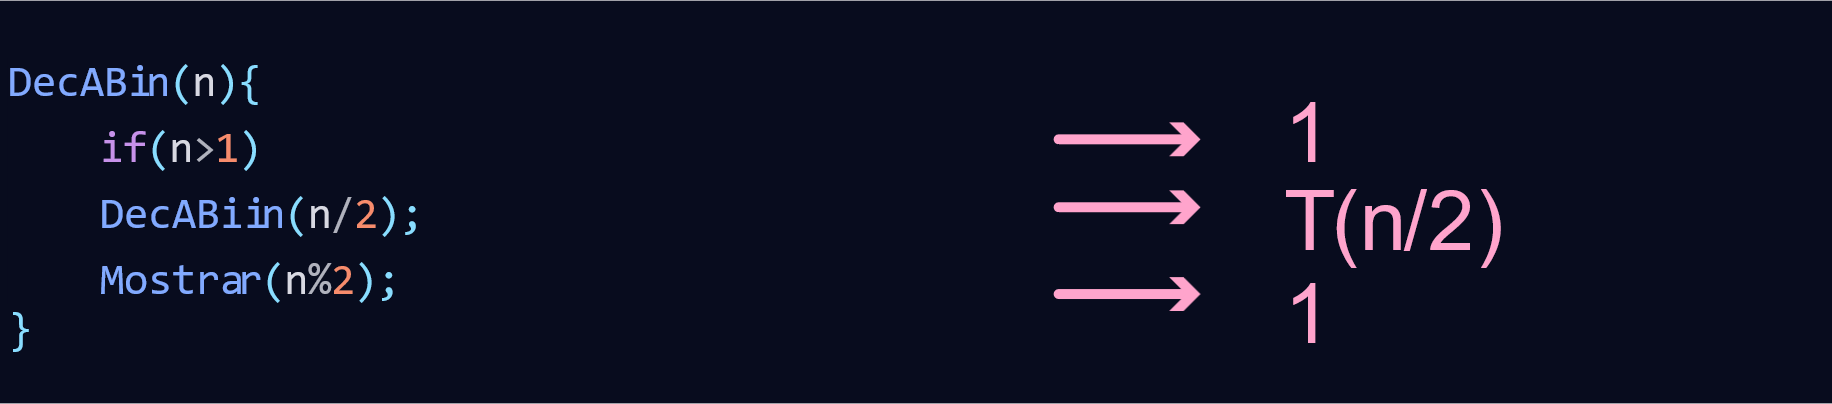 DecABin(n){
if(n>1)
DecABiin(n/2);
Mostrar(n%2);
}
1
T(n/2)
1